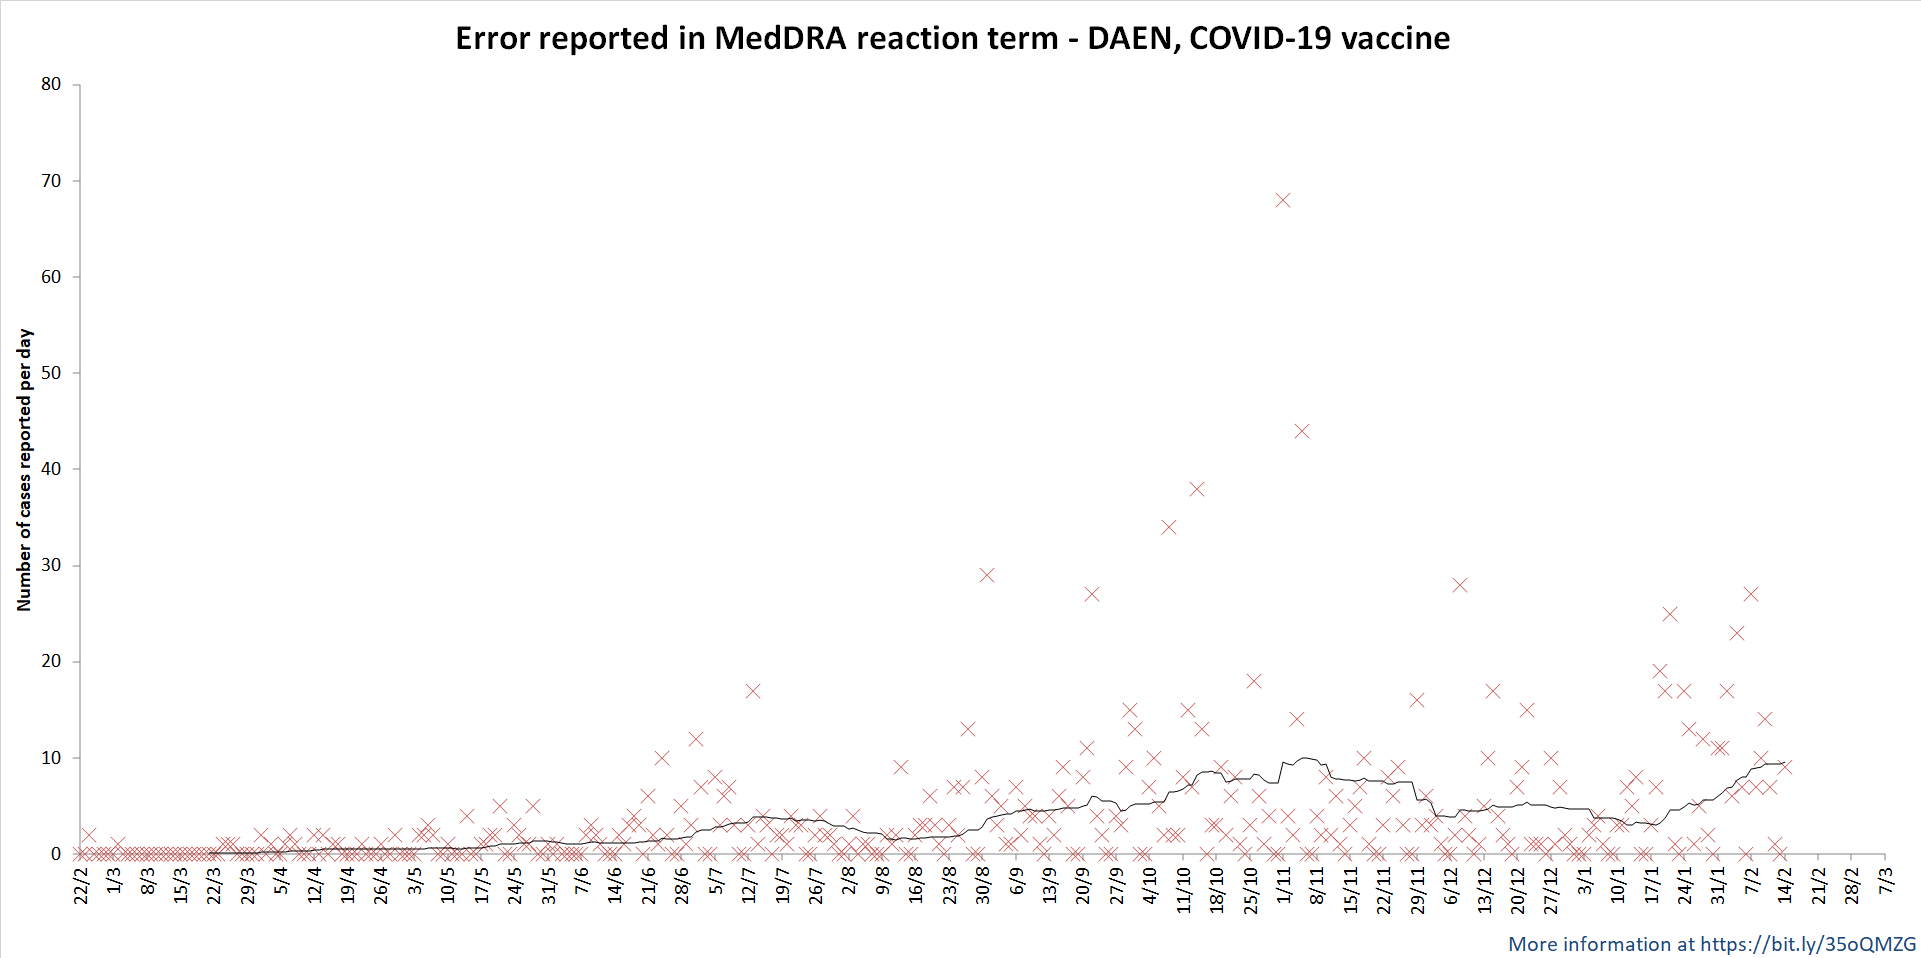 Error reported in MedDRA reaction term - DAEN, COVID-19 vaccine
Number of cases reported per day
80
70
60
50
40
30
20
10
0
22/2 1/3 8/3 15/3 22/3 29/3 5/4 12/4 19/4 26/4 3/5 10/5 17/5 24/5 31/5 7/6 14/6 21/6 28/6 5/7 12/7 19/7 26/7 2/8 9/8 16/8 23/8 30/8 6/9 13/9 20/9 27/9 4/10 11/10 18/10 25/10 1/11 8/11 15/11 22/11 29/11 6/12 13/12 20/12 27/12 3/1 10/1 17/1 24/1 31/1 7/2 14/2 21/2 28/2 7/3
More information at https://bit.ly/35oQMZG